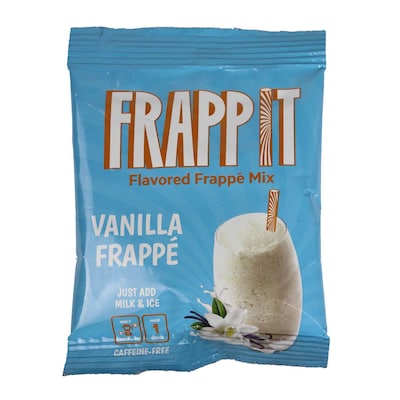 FRAPP IT
Flavored Frappé Mix
VANILLA
FRAPPÉ
JUST ADD
MILK & ICE
CAFFEINE-FREE